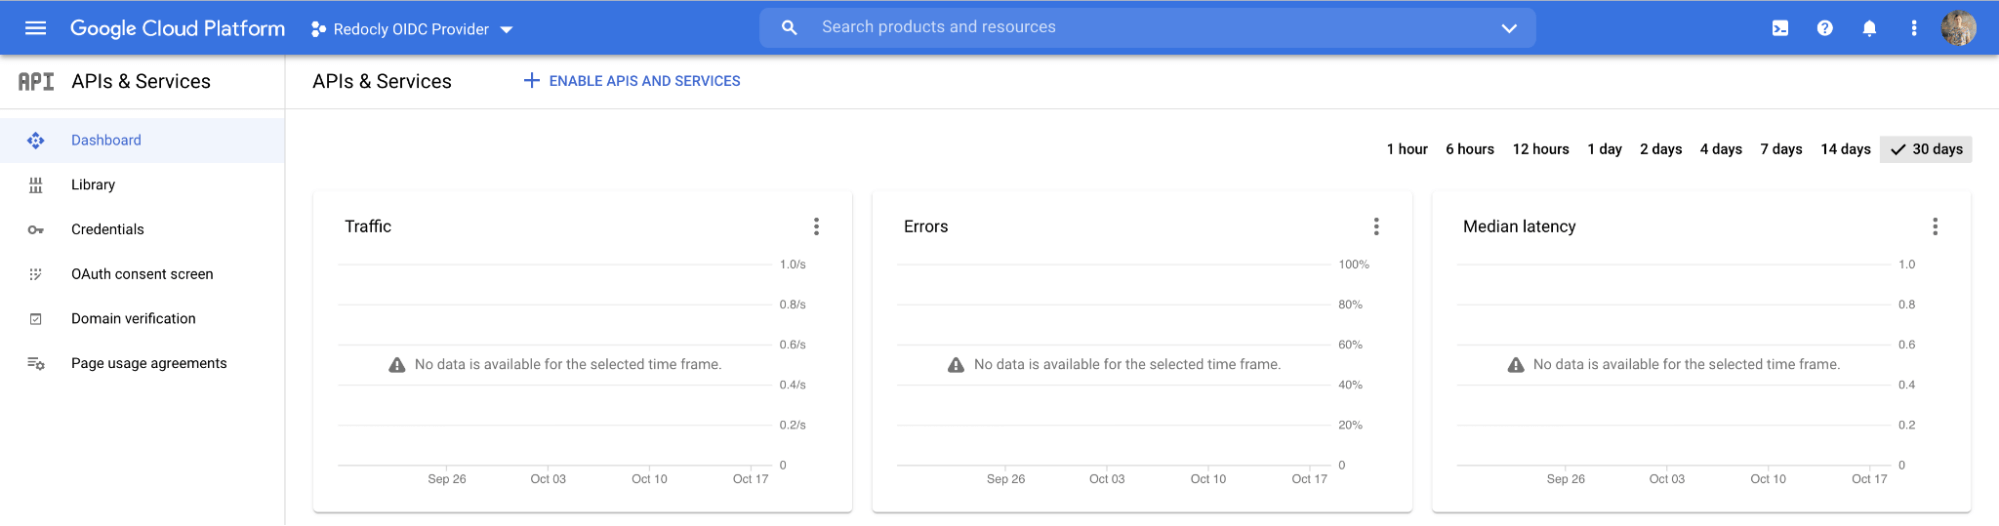 Google Cloud Platform
Redocly OIDC Provider
Search products and resources
API APIs & Services
APIs & Services
ENABLE APIS AND SERVICES
Dashboard
Library
Credentials
OAuth consent screen
Domain verification
Page usage agreements
1 hour 6 hours 12 hours 1 day 2 days 4 days 7 days 14 days 30 days
Traffic
1.0/s
0.8/s
0.6/s
No data is available for the selected time frame.
0.4/s
0.2/s
0
Sep 26 Oct 03 Oct 10 Oct 17
Errors
100%
80%
60%
No data is available for the selected time frame.
40%
20%
0
Sep 26 Oct 03 Oct 10 Oct 17
Median latency
1.0
0.8
0.6
No data is available for the selected time frame.
0.4
0.2
0
Sep 26 Oct 03 Oct 10 Oct 17